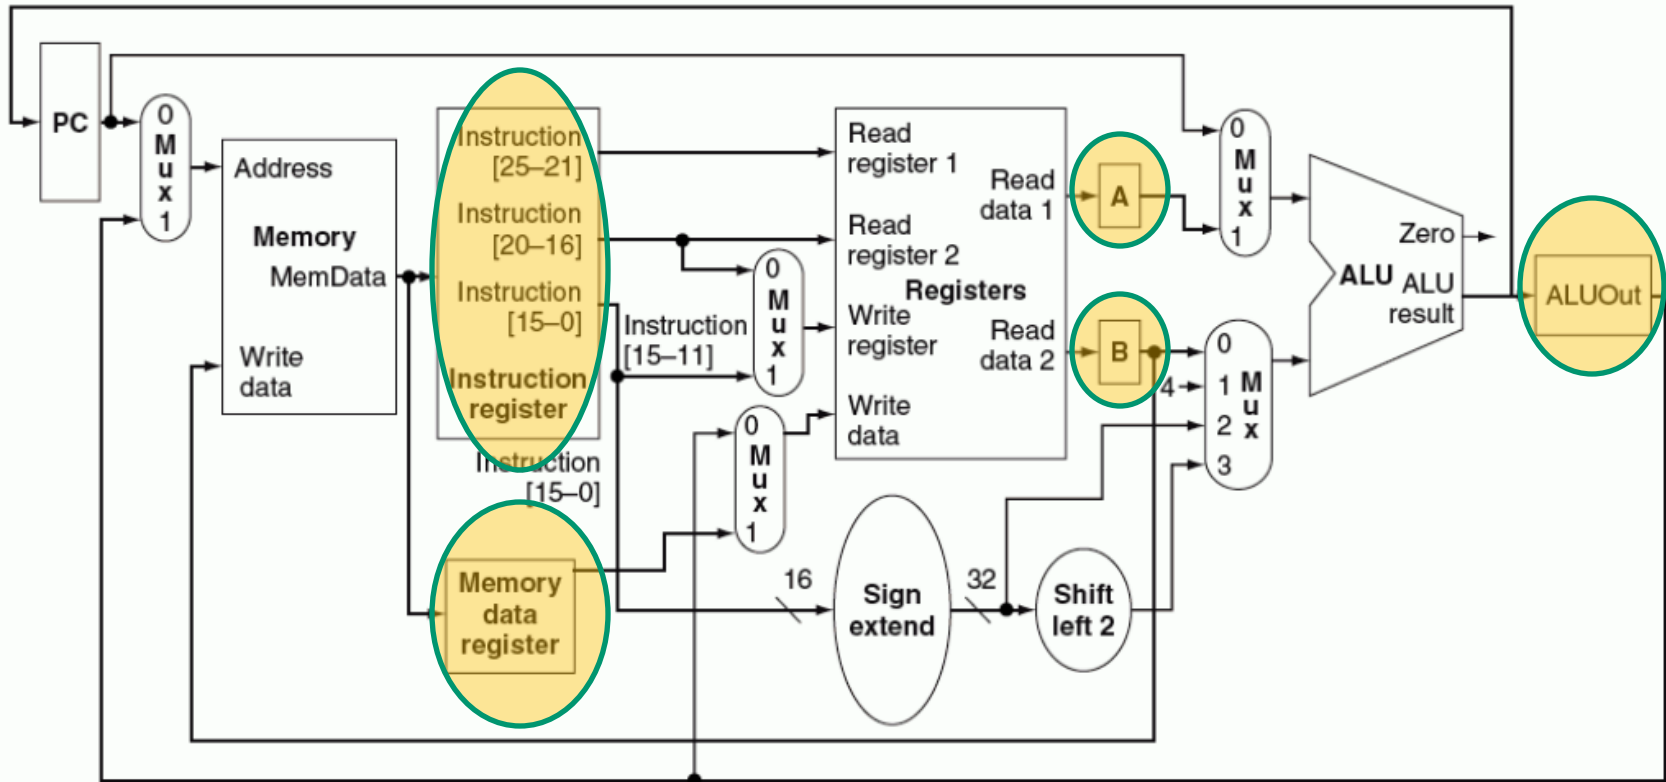 PC
0
M
u
x
1
Address
Memory
MemData
Write
data
Instruction
[25–21]
Instruction
[20–16]
Instruction
[15–0]
Instruction
register
Instruction
[15–0]
Memory
data
register
Instruction
[15–11]
0
M
u
x
1
0
M
u
x
1
16
Sign
extend
32
Shift
left 2
Read
register 1
Read
register 2
Registers
Write
register
Write
data
Read
data 1
Read
data 2
A
B
4
0
M
u
x
1
0
1
2
3
M
u
x
Zero
ALU
ALU
result
ALUOut